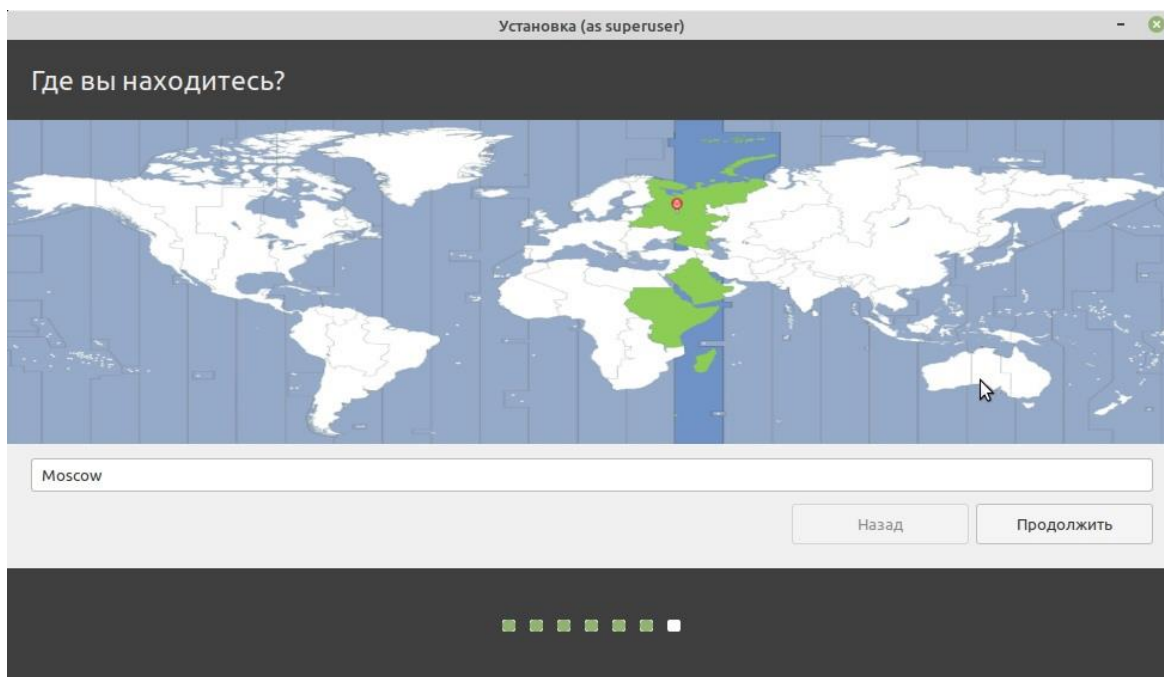 Установка (as superuser)
Где вы находитесь?
Moscow
Назад
Продолжить